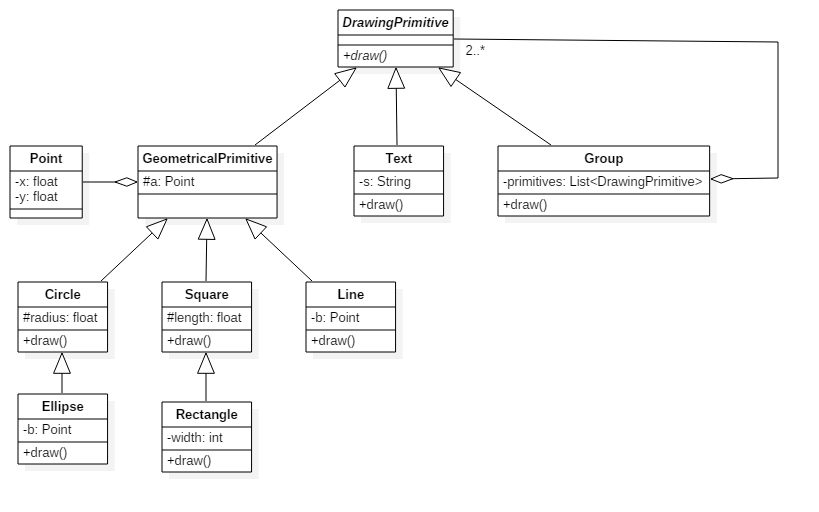 DrawingPrimitive
+draw()
2..*
Point
-x: float
-y: float
GeometricalPrimitive
#a: Point
Text
-s: String
+draw()
Group
-primitives: List<DrawingPrimitive>
+draw()
Circle
#radius: float
+draw()
Square
#length: float
+draw()
Line
-b: Point
+draw()
Ellipse
-b: Point
+draw()
Rectangle
-width: int
+draw()